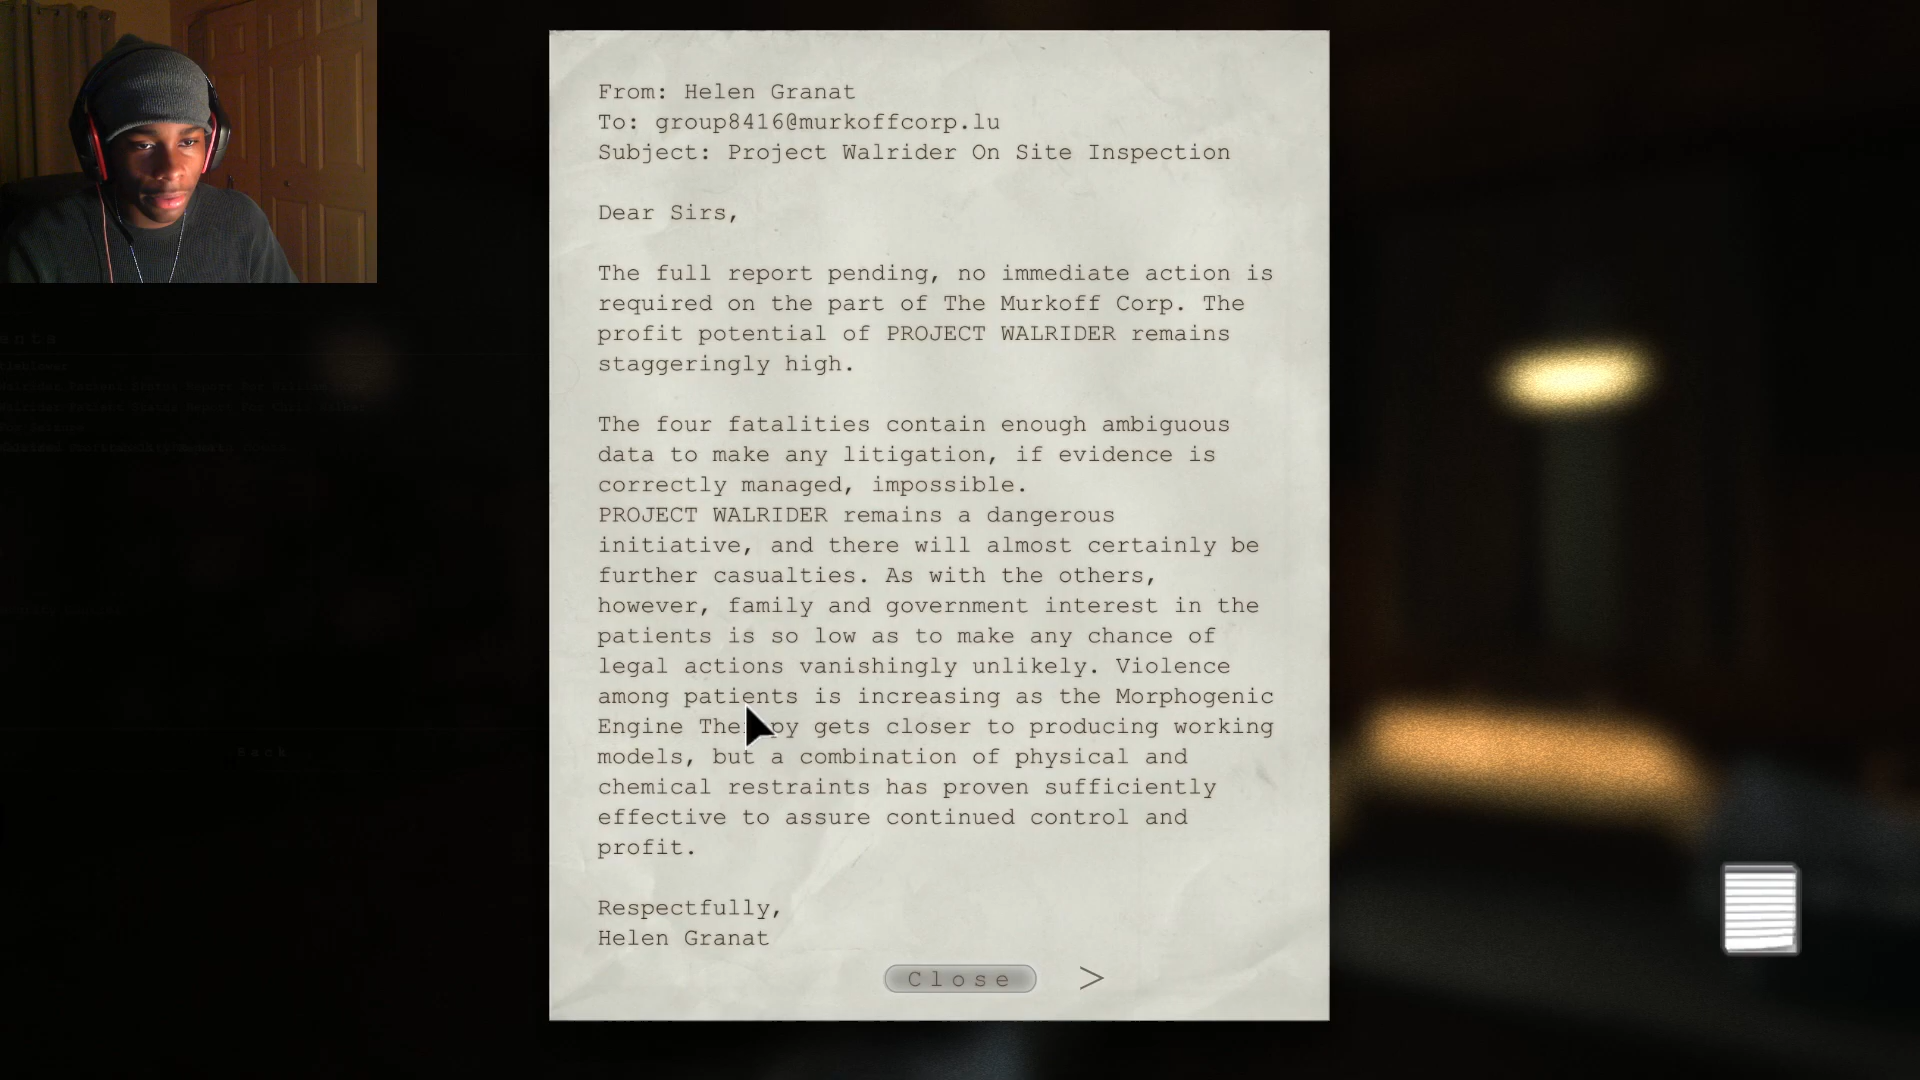 From: Helen Granat
To: group8416@murkoffcorp.lu
Subject: Project Walrider On Site Inspection
Dear Sirs,
The full report pending, no immediate action is
required on the part of The Murkoff Corp. The
profit potential of PROJECT WALRIDER remains
staggeringly high.
The four fatalities contain enough ambiguous
data to make any litigation, if evidence is
correctly managed, impossible.
PROJECT WALRIDER remains a dangerous
initiative, and there will almost certainly be
further casualties. As with the others,
however, family and government interest in the
patients is so low as to make any chance of
legal actions vanishingly unlikely. Violence
among patients is increasing as the Morphogenic
Engine Therapy gets closer to producing working
models, but a combination of physical and
chemical restraints has proven sufficiently
effective to assure continued control and
profit.
Respectfully,
Helen Granat
Close >
Back